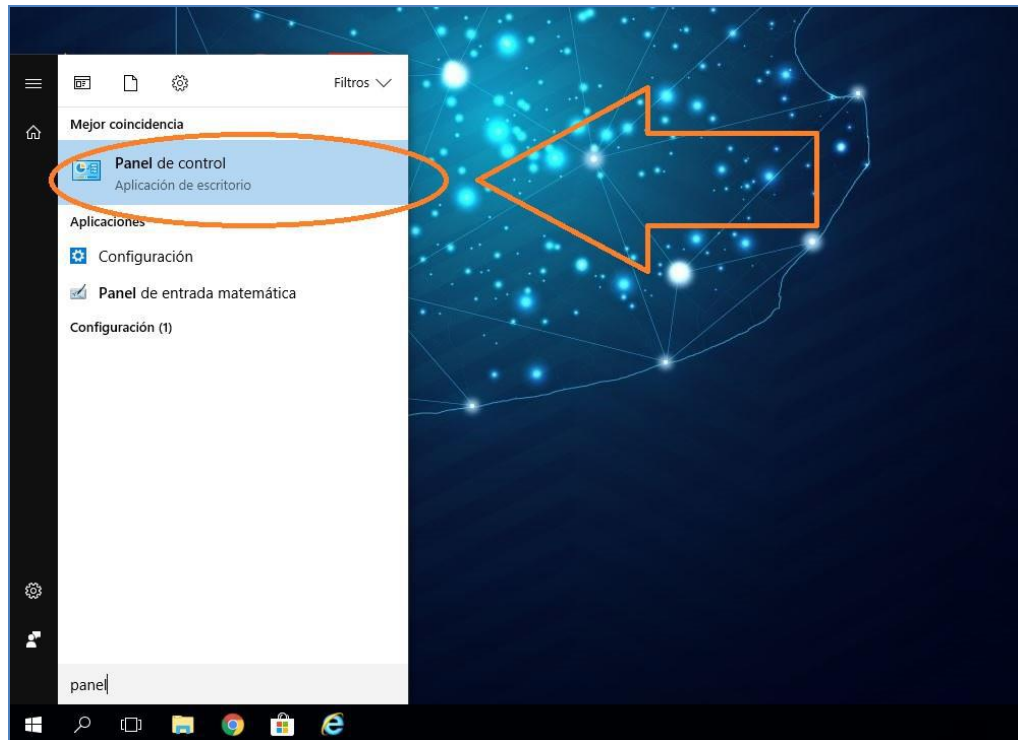 Filtros
Mejor coincidencia
Panel de control
Aplicación de escritorio
Aplicaciones
Configuración
Panel de entrada matemática
Configuración (1)
panel